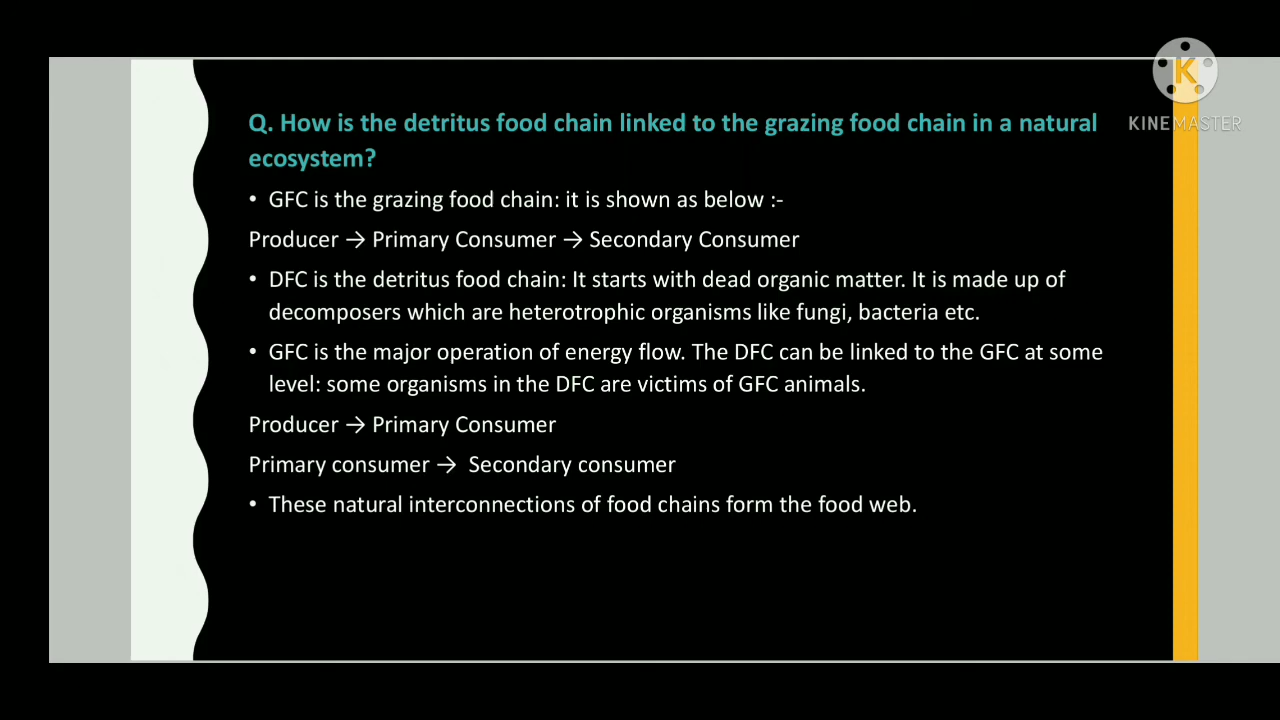 K
KINEMASTER
Q. How is the detritus food chain linked to the grazing food chain in a natural
ecosystem?
• GFC is the grazing food chain: it is shown as below :-
Producer → Primary Consumer → Secondary Consumer
• DFC is the detritus food chain: It starts with dead organic matter. It is made up of
decomposers which are heterotrophic organisms like fungi, bacteria etc.
• GFC is the major operation of energy flow. The DFC can be linked to the GFC at some
level: some organisms in the DFC are victims of GFC animals.
Producer → Primary Consumer
Primary consumer → Secondary consumer
• These natural interconnections of food chains form the food web.